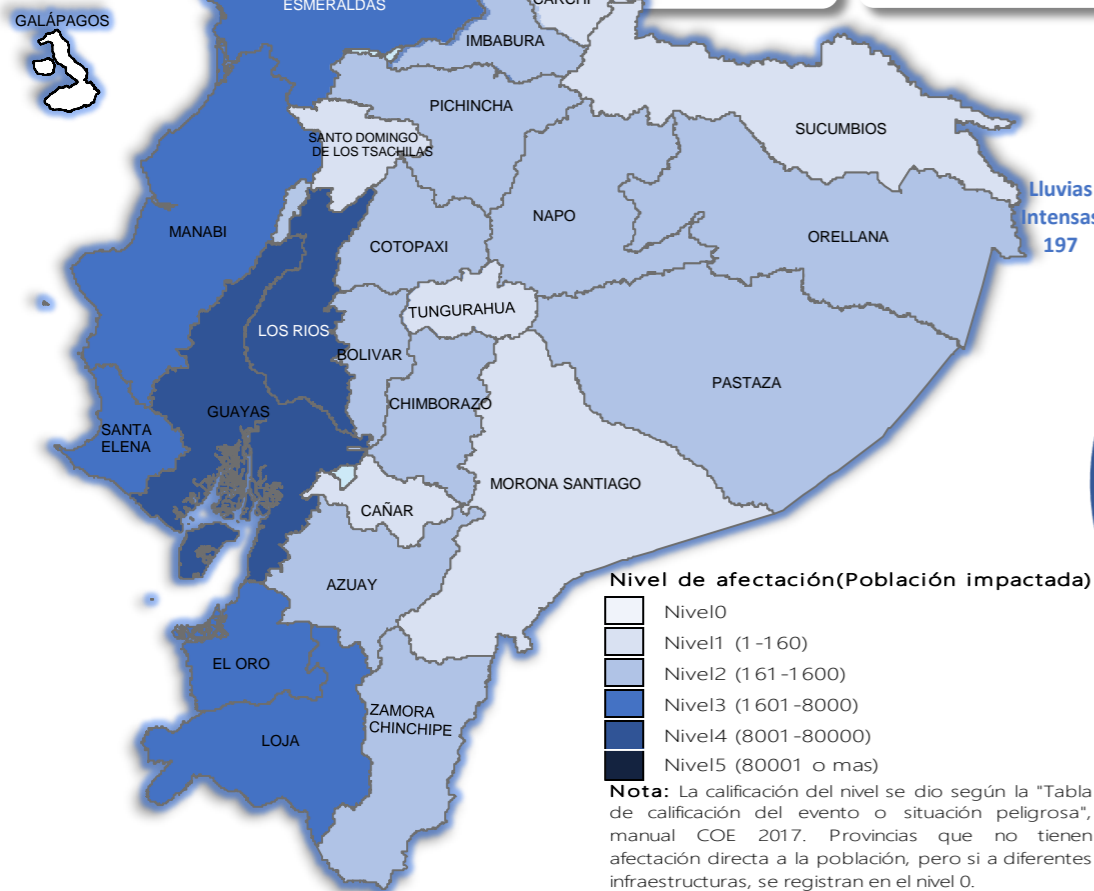 ESMERALDAS
GALÁPAGOS
CARCHI
IMBABURA
PICHINCHA
SUCUMBIOS
SANTO DOMINGO
DE LOS TSACHILAS
Lluvias
Intensas
197
MANABI
NAPO
ORELLANA
COTOPAXI
TUNGURAHUA
LOS RIOS
BOLIVAR
PASTAZA
CHIMBORAZO
GUAYAS
SANTA
ELENA
MORONA SANTIAGO
CAÑAR
AZUAY
EL ORO
ZAMORA
CHINCHIPE
LOJA
Nivel de afectación(Población impactada)
Nivel0
Nivel1 (1-160)
Nivel2 (161-1600)
Nivel3 (1601-8000)
Nivel4 (8001-80000)
Nivel5 (80001 o mas)
Nota: La calificación del nivel se dio según la "Tabla
de calificación del evento o situación peligrosa",
manual COE 2017. Provincias que no tienen
afectación directa a la población, pero si a diferentes
infraestructuras, se registran en el nivel 0.